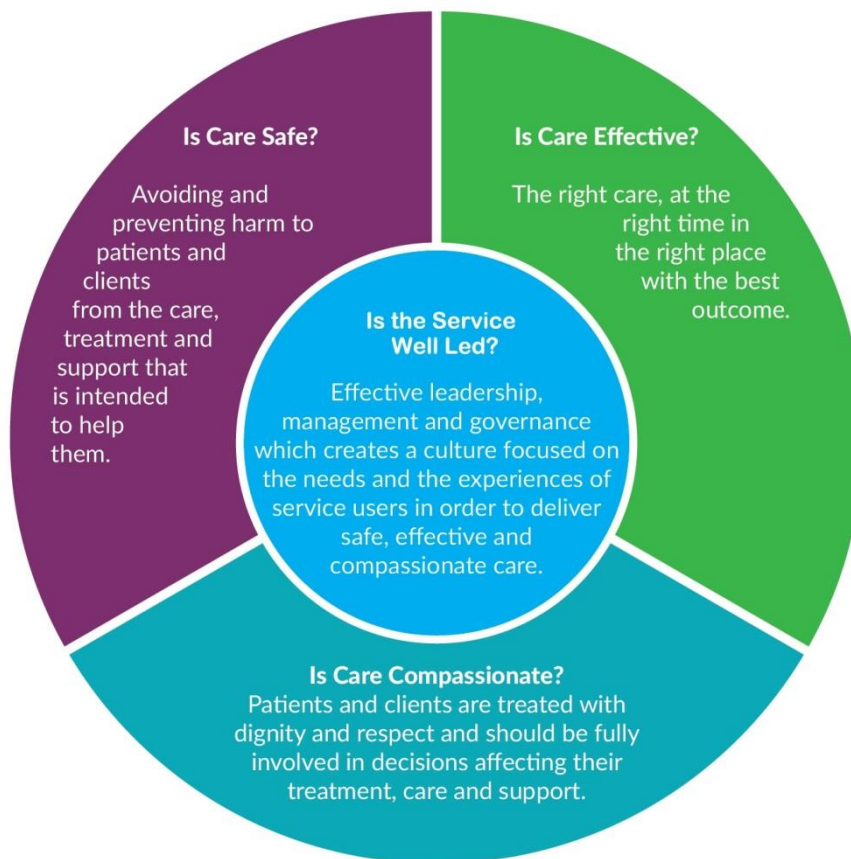 Is Care Safe?
Avoiding and
preventing harm to
patients and
clients
from the care,
treatment and
support that
is intended
to help
them.
Is Care Effective?
The right care, at the
right time in
the right place
with the best
outcome.
Is the Service
Well Led?
Effective leadership,
management and governance
which creates a culture focused on
the needs and the experiences of
service users in order to deliver
safe, effective and
compassionate care.
Is Care Compassionate?
Patients and clients are treated with
dignity and respect and should be fully
involved in decisions affecting their
treatment, care and support.